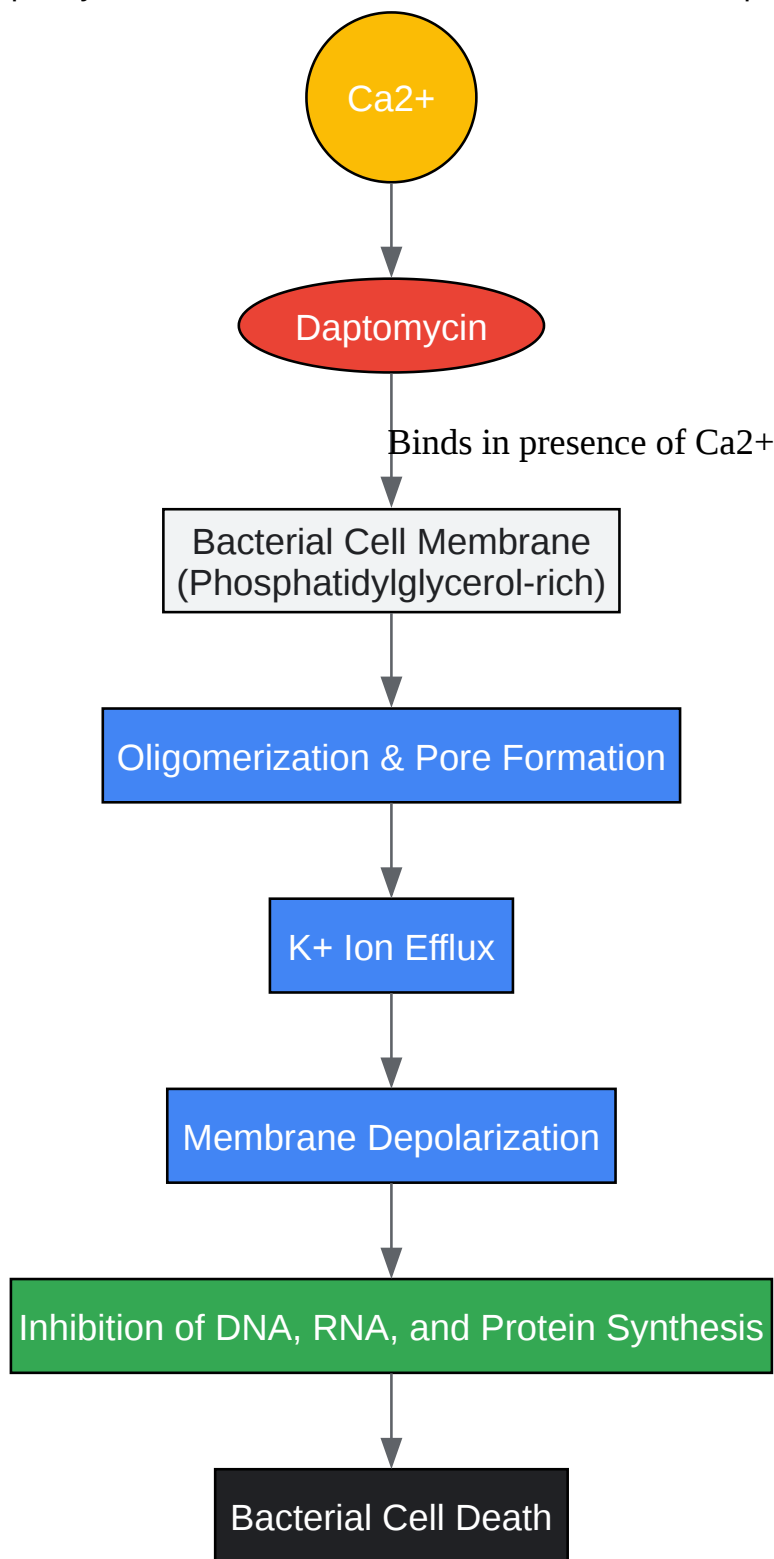 Ca2+
Daptomycin
Binds in presence of Ca2+
Bacterial Cell Membrane
(Phosphatidylglycerol-rich)
Oligomerization & Pore Formation
K+ Ion Efflux
Membrane Depolarization
Inhibition of DNA, RNA, and Protein Synthesis
Bacterial Cell Death